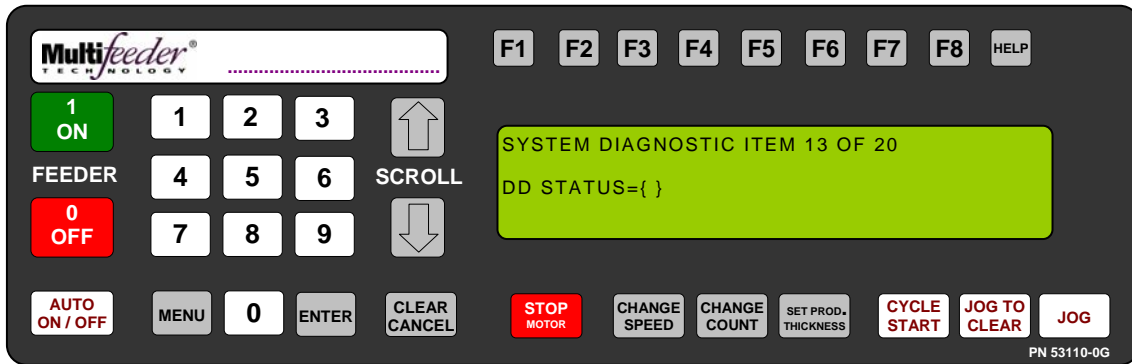 Multifeeder®
TECHNOLOGY
F1 F2 F3 F4 F5 F6 F7 F8 HELP
1
ON
FEEDER
0
OFF
1 2 3
4 5 6
7 8 9
SCROLL
SYSTEM DIAGNOSTIC ITEM 13 OF 20
DD STATUS={ }
AUTO
ON / OFF
MENU
0
ENTER
CLEAR
CANCEL
STOP
MOTOR
CHANGE
SPEED
CHANGE
COUNT
SET PROD.
THICKNESS
CYCLE
START
JOG TO
CLEAR
JOG
PN 53110-0G